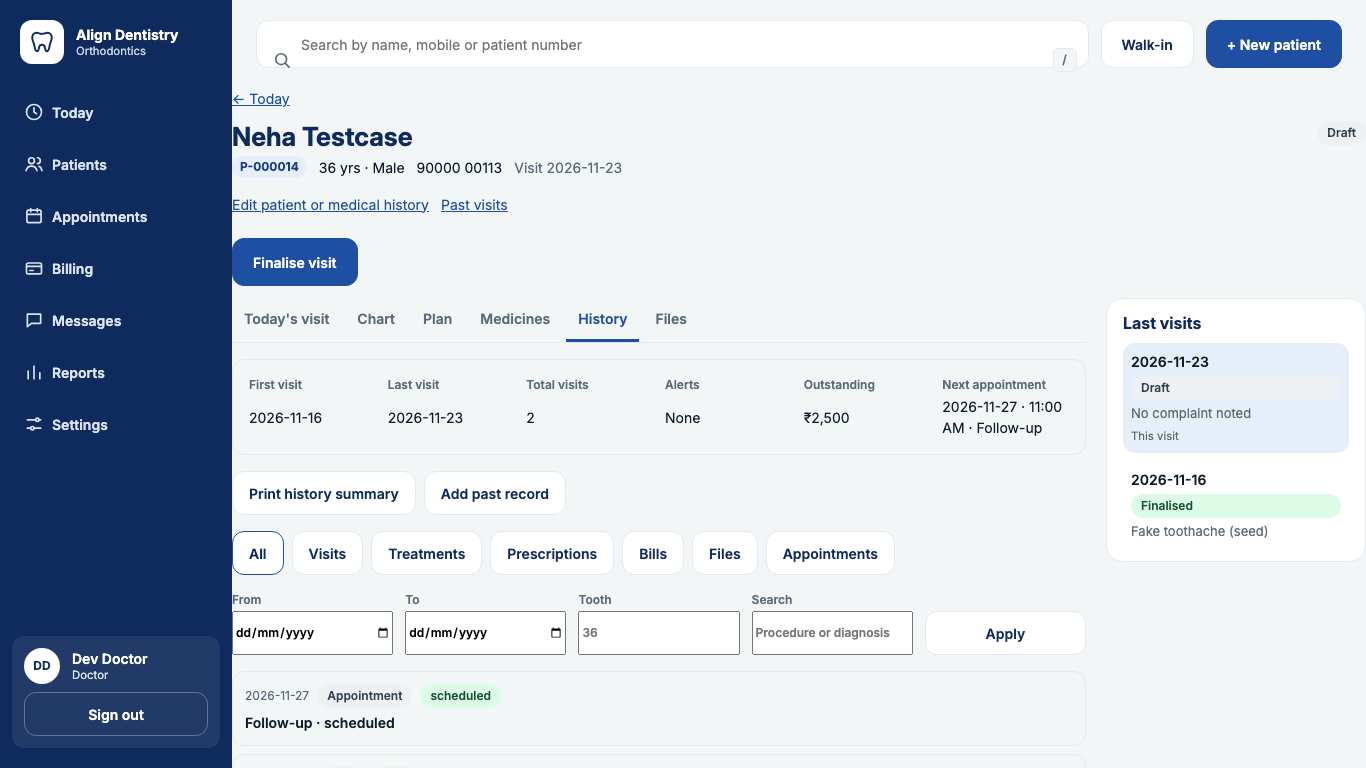 Align Dentistry
Orthodontics
Today
Patients
Appointments
Billing
Messages
Reports
Settings
DD
Dev Doctor
Doctor
Sign out
Search by name, mobile or patient number
/
Walk-in
+ New patient
← Today
Neha Testcase
Draft
P-000014 36 yrs · Male 90000 00113 Visit 2026-11-23
Edit patient or medical history Past visits
Finalise visit
Today's visit Chart Plan Medicines History Files
First visit Last visit Total visits Alerts Outstanding Next appointment
2026-11-16 2026-11-23 2 None ₹2,500 2026-11-27 · 11:00
AM · Follow-up
Print history summary Add past record
All Visits Treatments Prescriptions Bills Files Appointments
From To Tooth Search
dd/mm/yyyy dd/mm/yyyy 36 Procedure or diagnosis Apply
2026-11-27 Appointment scheduled
Follow-up · scheduled
Last visits
2026-11-23
Draft
No complaint noted
This visit
2026-11-16
Finalised
Fake toothache (seed)